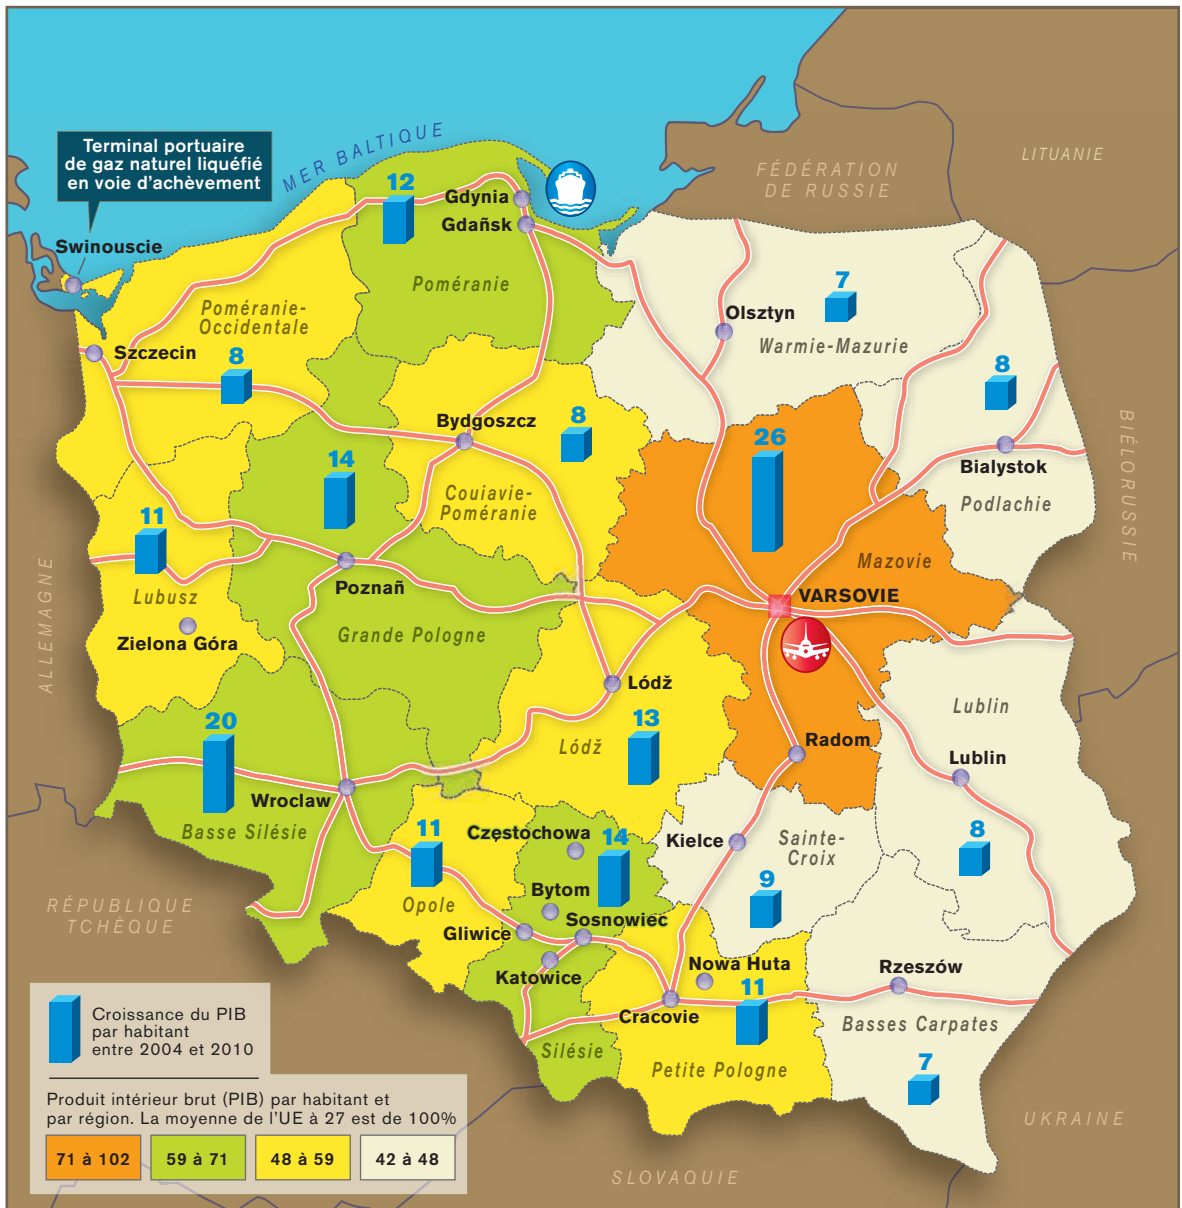 Terminal portuaire
de gaz naturel liquéfié
en voie d'achèvement
MER BALTIQUE
FÉDÉRATION
DE RUSSIE
LITUANIE
12
Gdynia
Gdañsk
Swinouscie
Poméranie
7
Poméranie-
Occidentale
Olsztyn
Warmie-Mazurie
Szczecin
8
8
8
Bydgoszcz
26
BIÉLORUSSIE
14
Bialystok
Couiavie-
Poméranie
Podlachie
11
Mazovie
ALLEMAGNE
Poznañ
Lubusz
VARSOVIE
Grande Pologne
Zielona Góra
Lódž
Lublin
20
13
Lódž
Radom
Lublin
Wroclaw
Basse Silésie
11
Częstochowa
14
Kielce
Sainte-
Croix
8
9
Bytom
Opole
RÉPUBLIQUE
TCHÈQUE
Sosnowiec
Gliwice
Nowa Huta
Rzeszów
Katowice
11
Cracovie
Basses Carpates
Silésie
Petite Pologne
7
UKRAINE
SLOVAQUIE
Croissance du PIB
par habitant
entre 2004 et 2010
Produit intérieur brut (PIB) par habitant et
par région. La moyenne de l'UE à 27 est de 100%
71 à 102
59 à 71
48 à 59
42 à 48